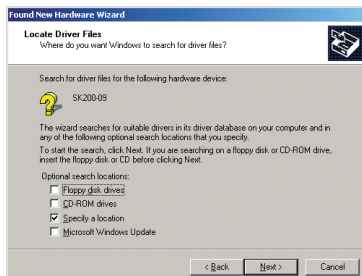 Found New Hardware Wizard
Locate Driver Files
Where do you want Windows to search for driver files?
Search for driver files for the following hardware device:
SK200-09
The wizard searches for suitable drivers in its driver database on your computer and in
any of the following optional search locations that you specify.
To start the search, click Next. If you are searching on a floppy disk or CD-ROM drive,
insert the floppy disk or CD before clicking Next.
Optional search locations:
Floppy disk drives
CD-ROM drives
Specify a location
Microsoft Windows Update
< Back
Next >
Cancel